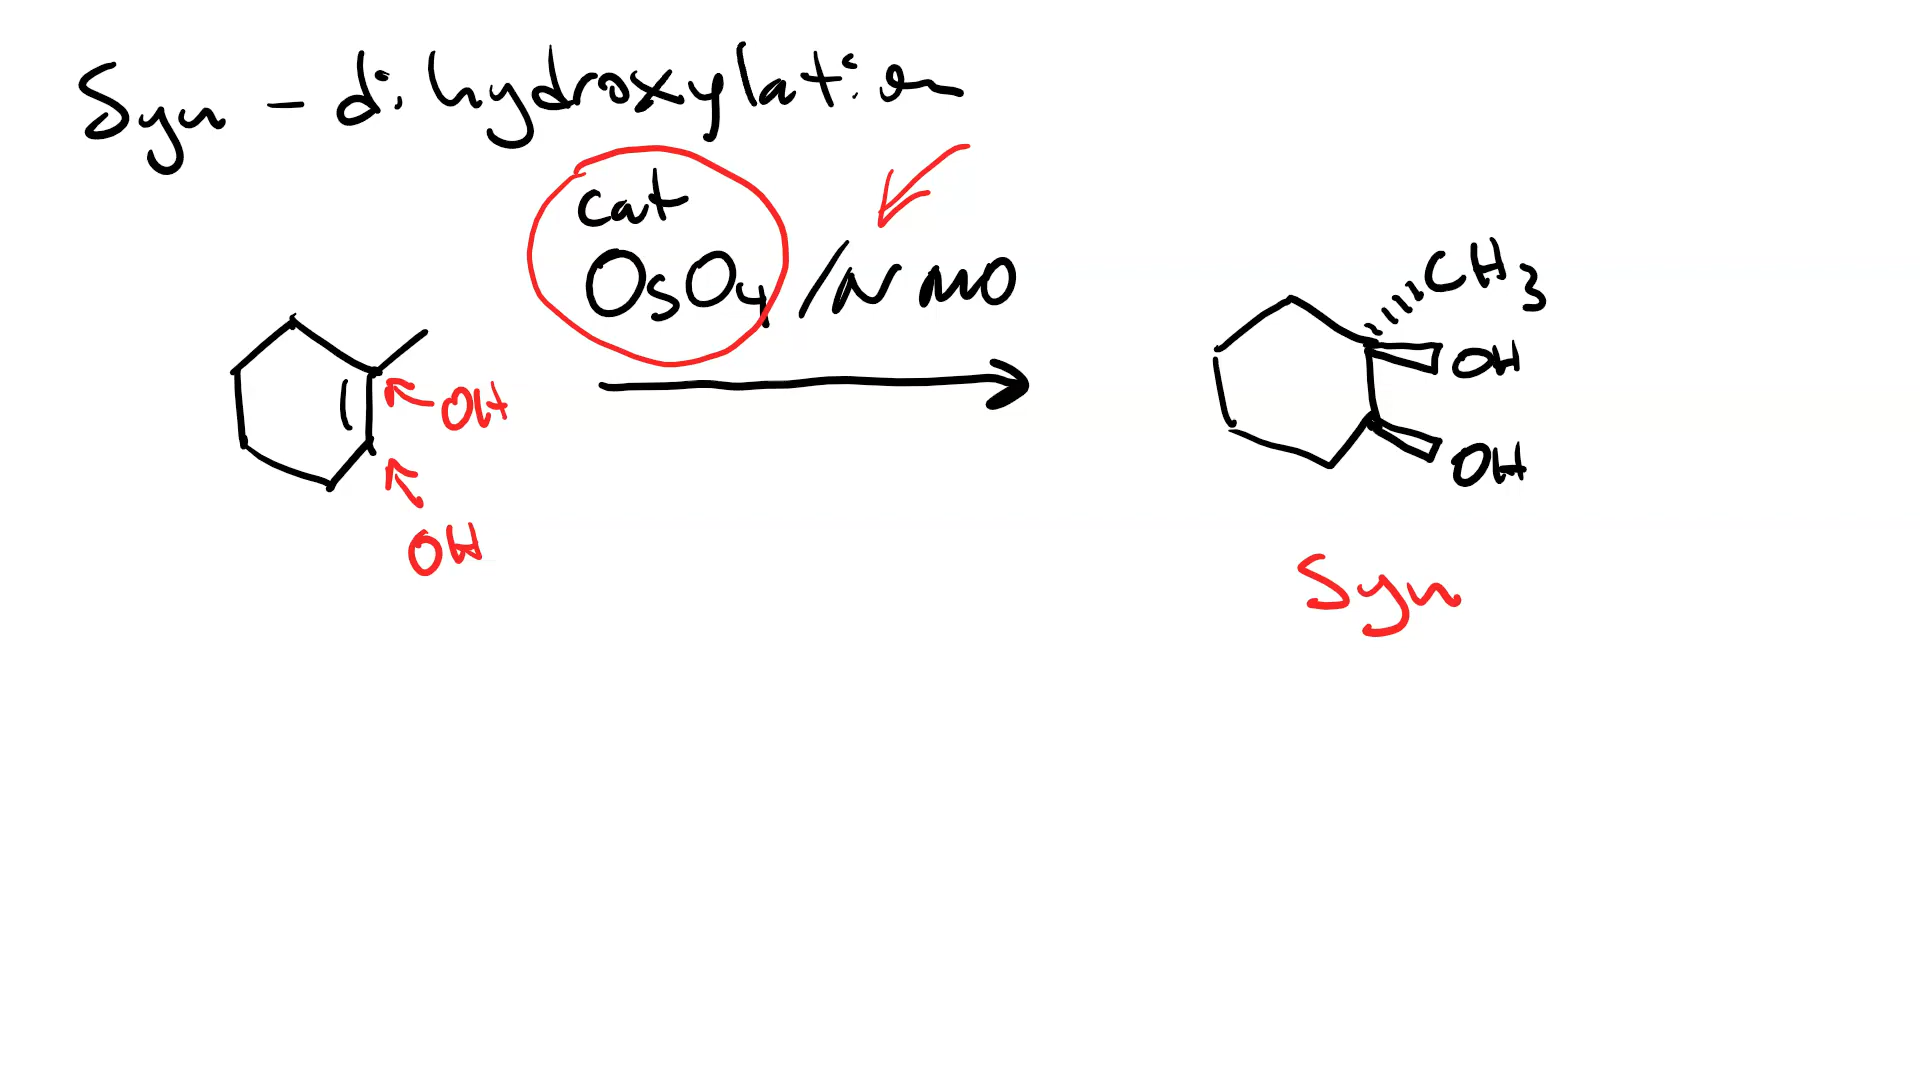 Syn - dihydroxylation
cat
OsO4 / NMO
CH3
OH
OH
OH
OH
Syn